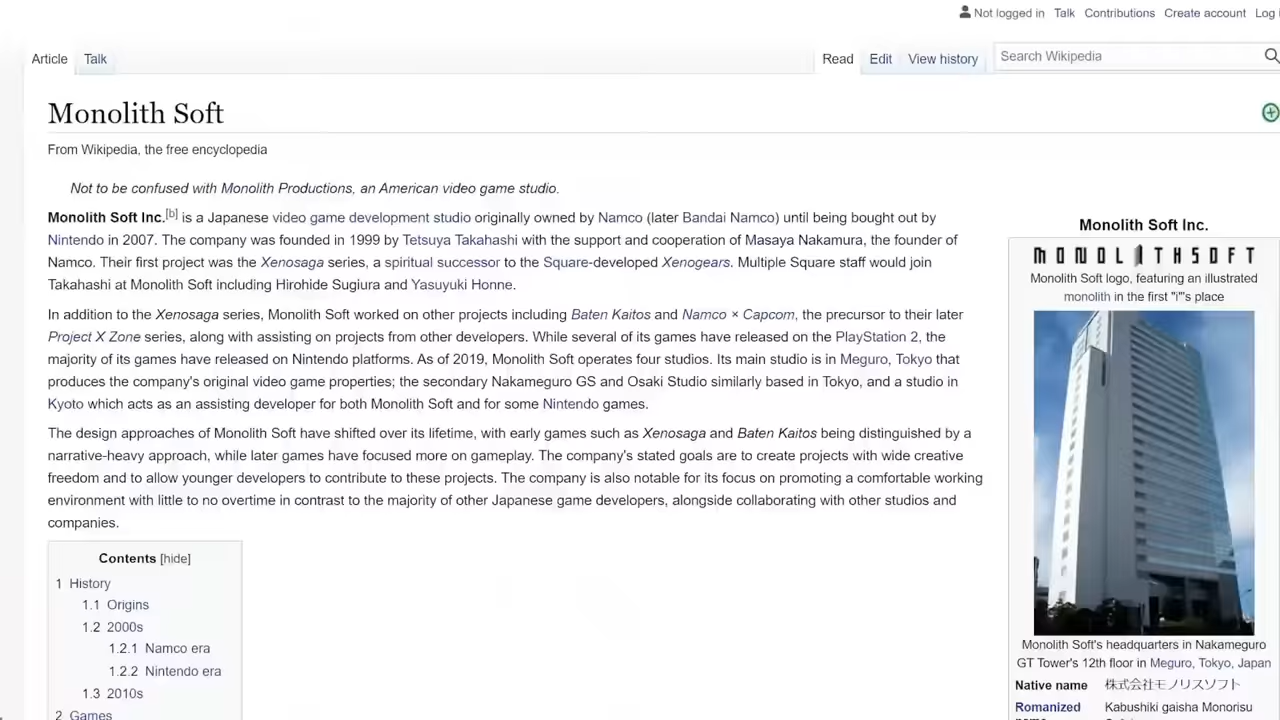 Not logged in Talk Contributions Create account Log i
Article Talk Read Edit View history Search Wikipedia
Monolith Soft
From Wikipedia, the free encyclopedia
Not to be confused with Monolith Productions, an American video game studio.
Monolith Soft Inc.[b] is a Japanese video game development studio originally owned by Namco (later Bandai Namco) until being bought out by
Nintendo in 2007. The company was founded in 1999 by Tetsuya Takahashi with the support and cooperation of Masaya Nakamura, the founder of
Namco. Their first project was the Xenosaga series, a spiritual successor to the Square-developed Xenogears. Multiple Square staff would join
Takahashi at Monolith Soft including Hirohide Sugiura and Yasuyuki Honne.
In addition to the Xenosaga series, Monolith Soft worked on other projects including Baten Kaitos and Namco × Capcom, the precursor to their later
Project X Zone series, along with assisting on projects from other developers. While several of its games have released on the PlayStation 2, the
majority of its games have released on Nintendo platforms. As of 2019, Monolith Soft operates four studios. Its main studio is in Meguro, Tokyo that
produces the company's original video game properties; the secondary Nakameguro GS and Osaki Studio similarly based in Tokyo, and a studio in
Kyoto which acts as an assisting developer for both Monolith Soft and for some Nintendo games.
The design approaches of Monolith Soft have shifted over its lifetime, with early games such as Xenosaga and Baten Kaitos being distinguished by a
narrative-heavy approach, while later games have focused more on gameplay. The company's stated goals are to create projects with wide creative
freedom and to allow younger developers to contribute to these projects. The company is also notable for its focus on promoting a comfortable working
environment with little to no overtime in contrast to the majority of other Japanese game developers, alongside collaborating with other studios and
companies.
Contents [hide]
1 History
1.1 Origins
1.2 2000s
1.2.1 Namco era
1.2.2 Nintendo era
1.3 2010s
2 Games
Monolith Soft Inc.
MONOLITHSOFT
Monolith Soft logo, featuring an illustrated
monolith in the first "i"'s place
Monolith Soft's headquarters in Nakameguro
GT Tower's 12th floor in Meguro, Tokyo, Japan
Native name 株式会社モノリスソフト
Romanized Kabushiki gaisha Monorisu